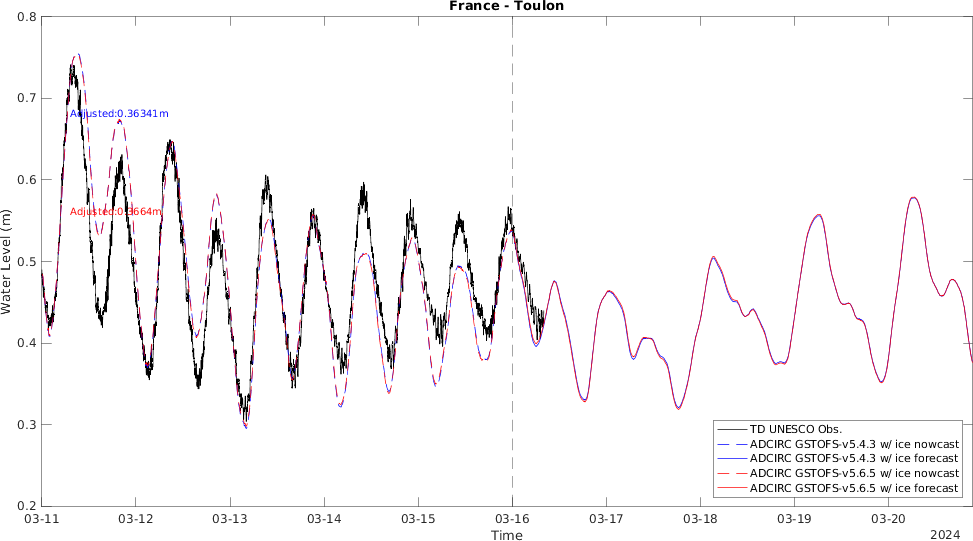 France - Toulon
0.8
0.7
0.6
0.5
0.4
0.3
0.2
Water Level (m)
Adjusted:0.36341m
Adjusted:0.3664m
TD UNESCO Obs.
ADCIRC GSTOFS-v5.4.3 w/ ice nowcast
ADCIRC GSTOFS-v5.4.3 w/ ice forecast
ADCIRC GSTOFS-v5.6.5 w/ ice nowcast
ADCIRC GSTOFS-v5.6.5 w/ ice forecast
03-11 03-12 03-13 03-14 03-15 03-16 03-17 03-18 03-19 03-20
Time
2024